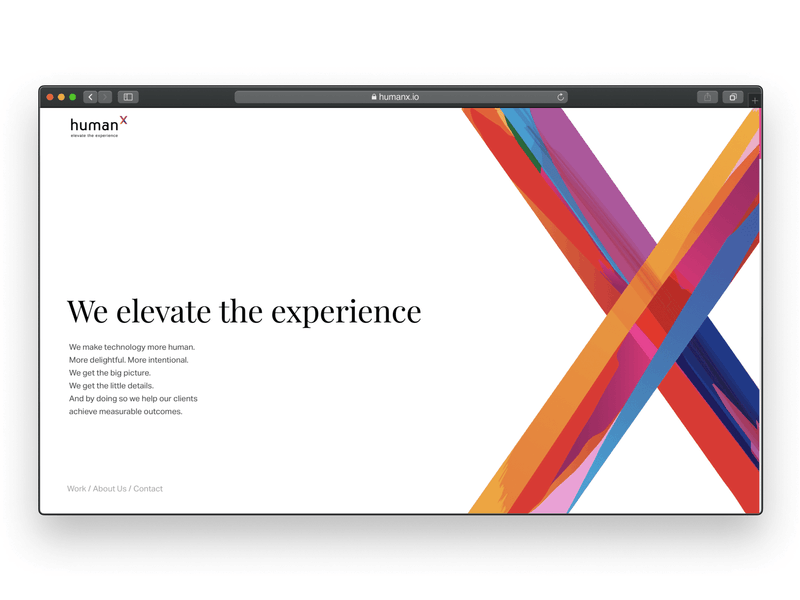 humanx.io
humanX
elevate the experience
We elevate the experience
We make technology more human.
More delightful. More intentional.
We get the big picture.
We get the little details.
And by doing so we help our clients
achieve measurable outcomes.
Work / About Us / Contact